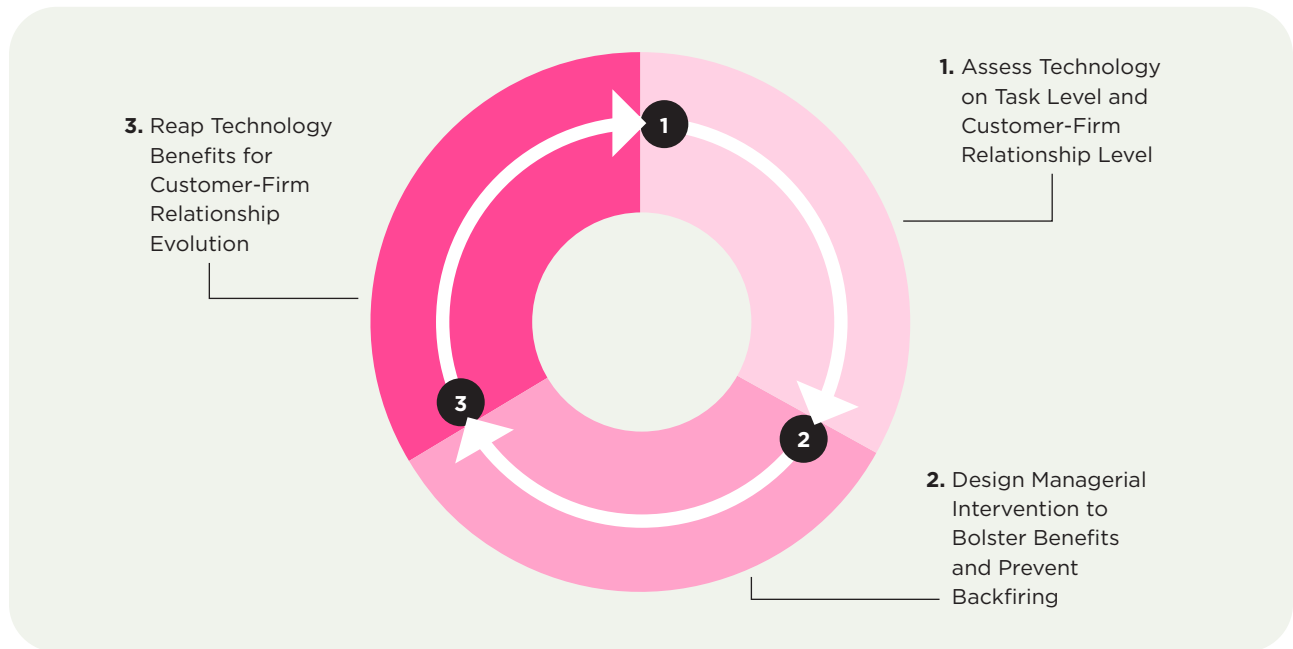 1. Assess Technology
on Task Level and
Customer-Firm
Relationship Level
2. Design Managerial
Intervention to
Bolster Benefits
and Prevent
Backfiring
3. Reap Technology
Benefits for
Customer-Firm
Relationship
Evolution
1
2
3